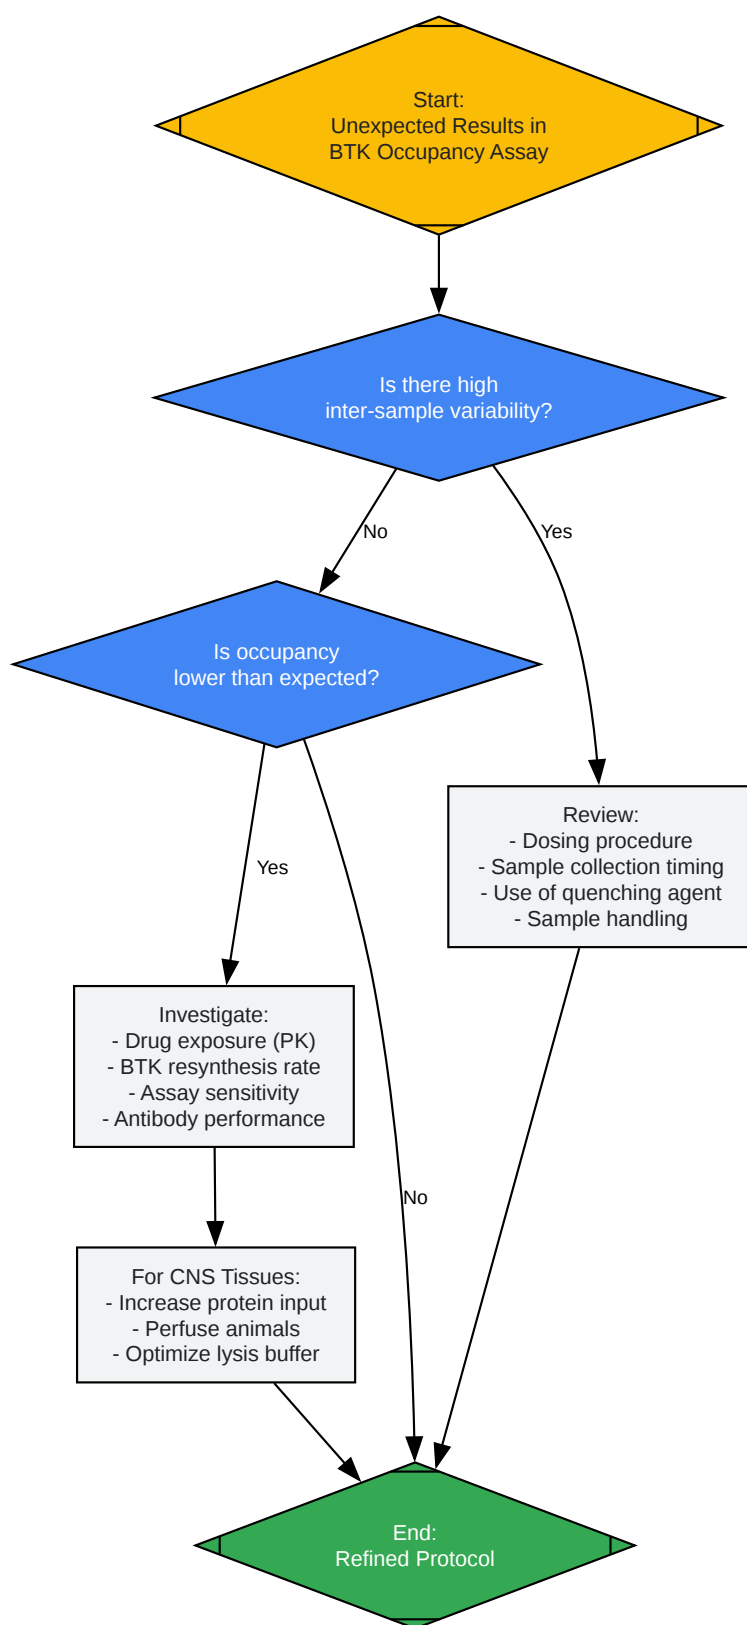 Start:
Unexpected Results in
BTK Occupancy Assay
Is there high
inter-sample variability?
No
Yes
Is occupancy
lower than expected?
Review:
- Dosing procedure
- Sample collection timing
- Use of quenching agent
- Sample handling
Yes
Investigate:
- Drug exposure (PK)
- BTK resynthesis rate
- Assay sensitivity
- Antibody performance
No
For CNS Tissues:
- Increase protein input
- Perfuse animals
- Optimize lysis buffer
End:
Refined Protocol